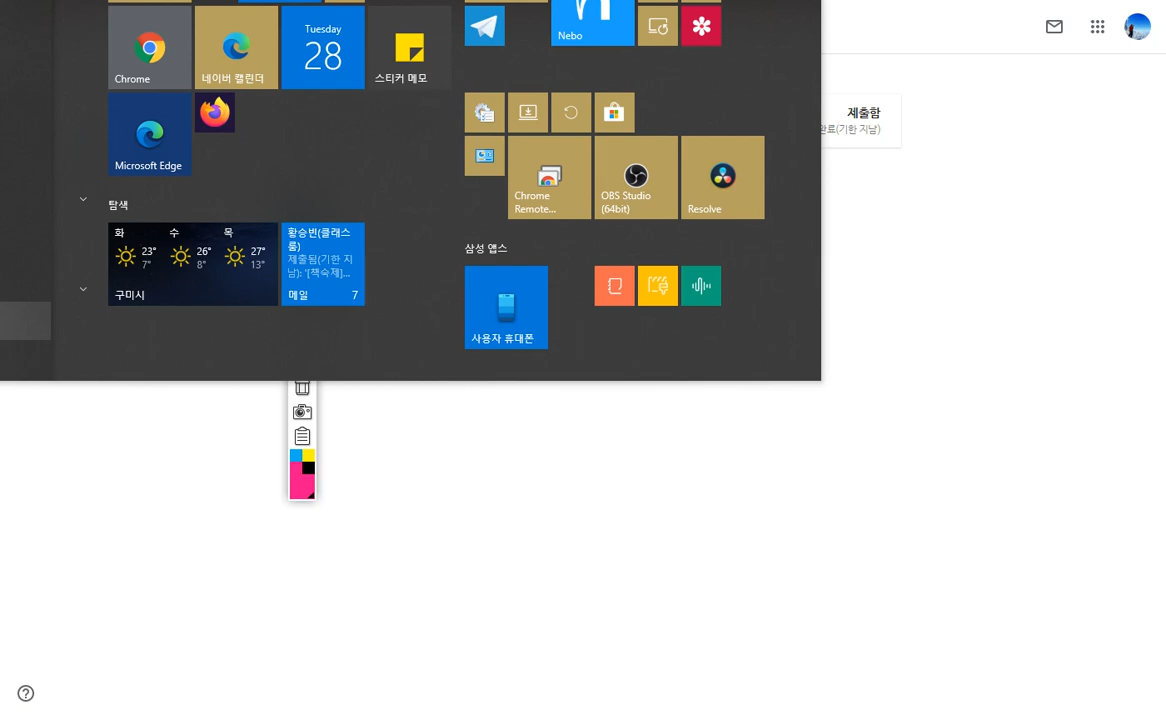 Chrome
네이버 캘린더
Tuesday
28
스티커 메모
Microsoft Edge
탐색
화
23°
7°
수
26°
8°
목
27°
13°
구미시
황승빈(클래스
룸)
제출됨(기한 지
남): '[책숙제]...
메일
7
Nebo
Chrome
Remote...
OBS Studio
(64bit)
Resolve
삼성 앱스
사용자 휴대폰
제출함
완료(기한 지남)